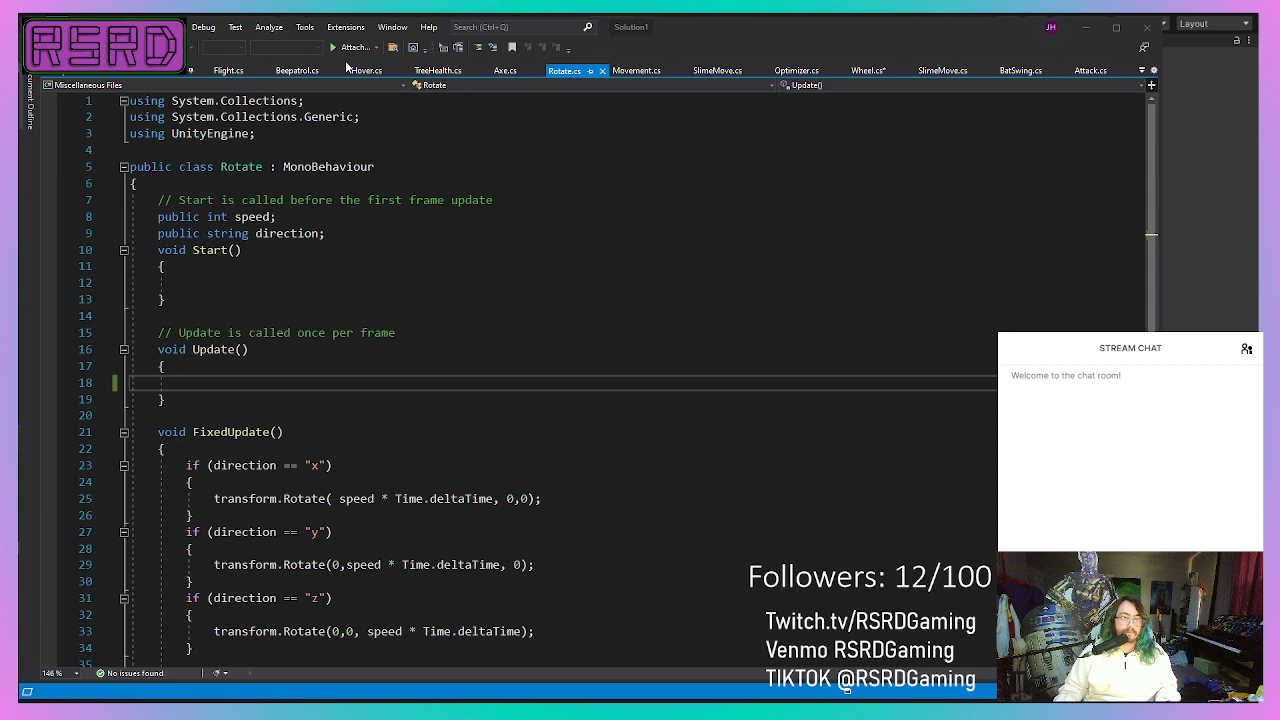 RSRD
Debug Test Analyze Tools Extensions Window Help Search (Ctrl+Q) Solution1 JH Layout
Attach...
Flight.cs Beepatrol.cs Hover.cs TreeHealth.cs Axe.cs Rotate.cs Movement.cs SlimeMove.cs Optimizer.cs Wheel.cs* SlimeMove.cs BatSwing.cs Attack.cs
Miscellaneous Files Rotate Update()
cument Outline
1 using System.Collections;
2 using System.Collections.Generic;
3 using UnityEngine;
4
5 public class Rotate : MonoBehaviour
6 {
7 // Start is called before the first frame update
8 public int speed;
9 public string direction;
10 void Start()
11 {
12
13 }
14
15 // Update is called once per frame
16 void Update()
17 {
18
19 }
20
21 void FixedUpdate()
22 {
23 if (direction == "x")
24 {
25 transform.Rotate( speed * Time.deltaTime, 0,0);
26 }
27 if (direction == "y")
28 {
29 transform.Rotate(0,speed * Time.deltaTime, 0);
30 }
31 if (direction == "z")
32 {
33 transform.Rotate(0,0, speed * Time.deltaTime);
34 }
35
146 % No issues found
STREAM CHAT
Welcome to the chat room!
Followers: 12/100
Twitch.tv/RSRDGaming
Venmo RSRDGaming
TIKTOK @RSRDGaming